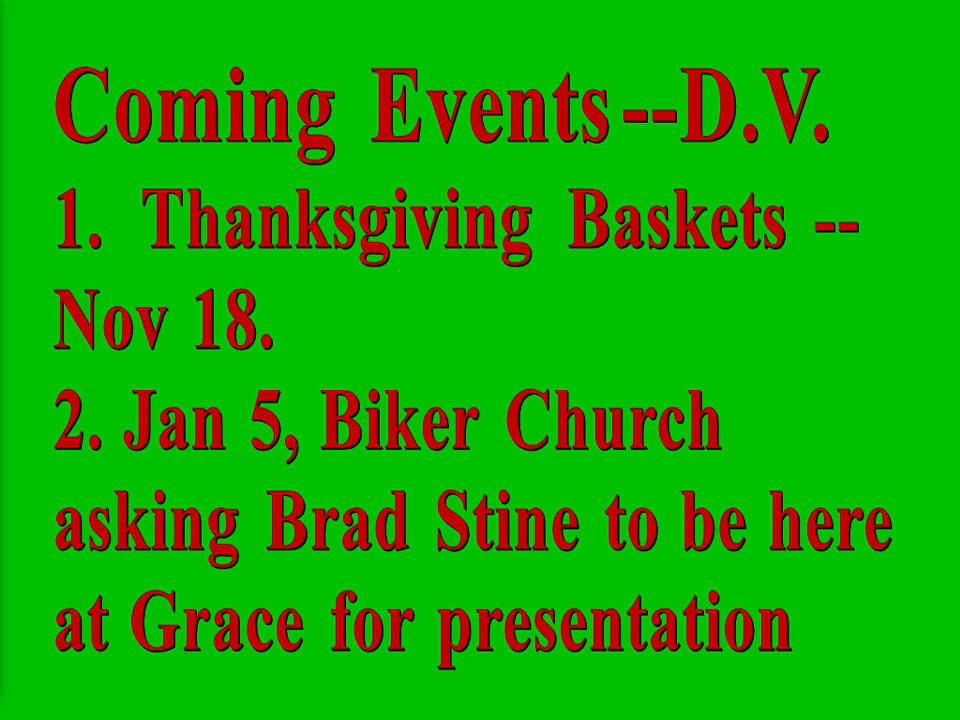 Coming Events--D.V.
1. Thanksgiving Baskets --
Nov 18.
2. Jan 5, Biker Church
asking Brad Stine to be here
at Grace for presentation